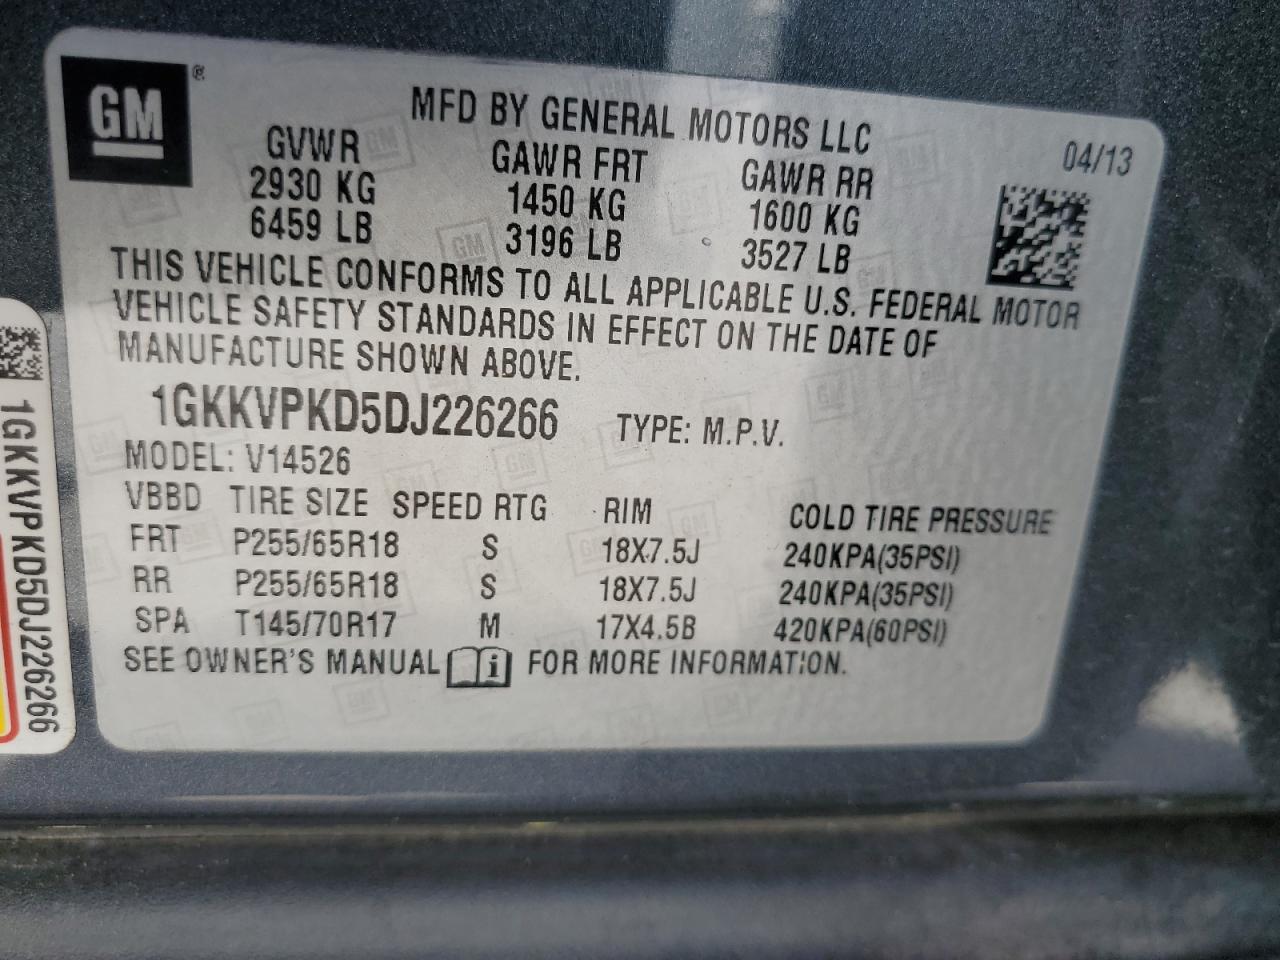 GM ®
MFD BY GENERAL MOTORS LLC
04/13
GVWR GAWR FRT GAWR RR
2930 KG 1450 KG 1600 KG
6459 LB 3196 LB 3527 LB
THIS VEHICLE CONFORMS TO ALL APPLICABLE U.S. FEDERAL MOTOR
VEHICLE SAFETY STANDARDS IN EFFECT ON THE DATE OF
MANUFACTURE SHOWN ABOVE.
1GKKVPKD5DJ226266 TYPE: M.P.V.
MODEL: V14526
VBBD TIRE SIZE SPEED RTG RIM COLD TIRE PRESSURE
FRT P255/65R18 S 18X7.5J 240KPA(35PSI)
RR P255/65R18 S 18X7.5J 240KPA(35PSI)
SPA T145/70R17 M 17X4.5B 420KPA(60PSI)
SEE OWNER'S MANUAL i FOR MORE INFORMATION.
1GKKVPKD5DJ226266